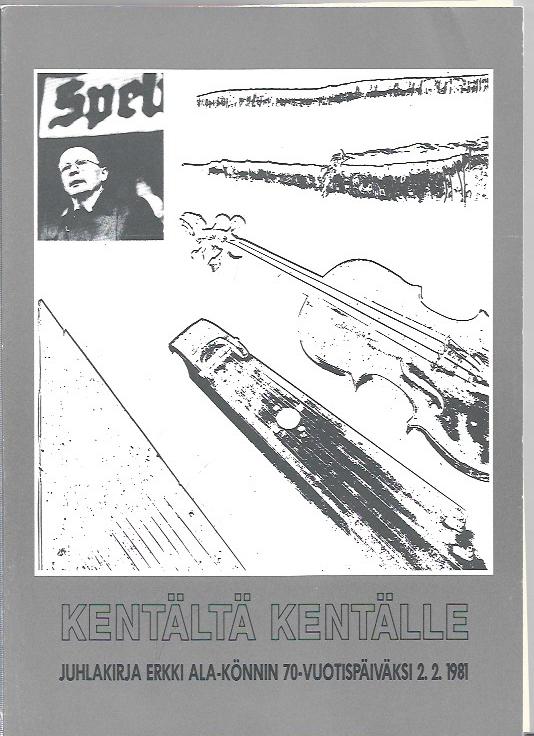 Spel
KENTÄLTÄ KENTÄLLE
JUHLAKIRJA ERKKI ALA-KÖNNIN 70-VUOTISPÄIVÄKSI 2. 2. 1981